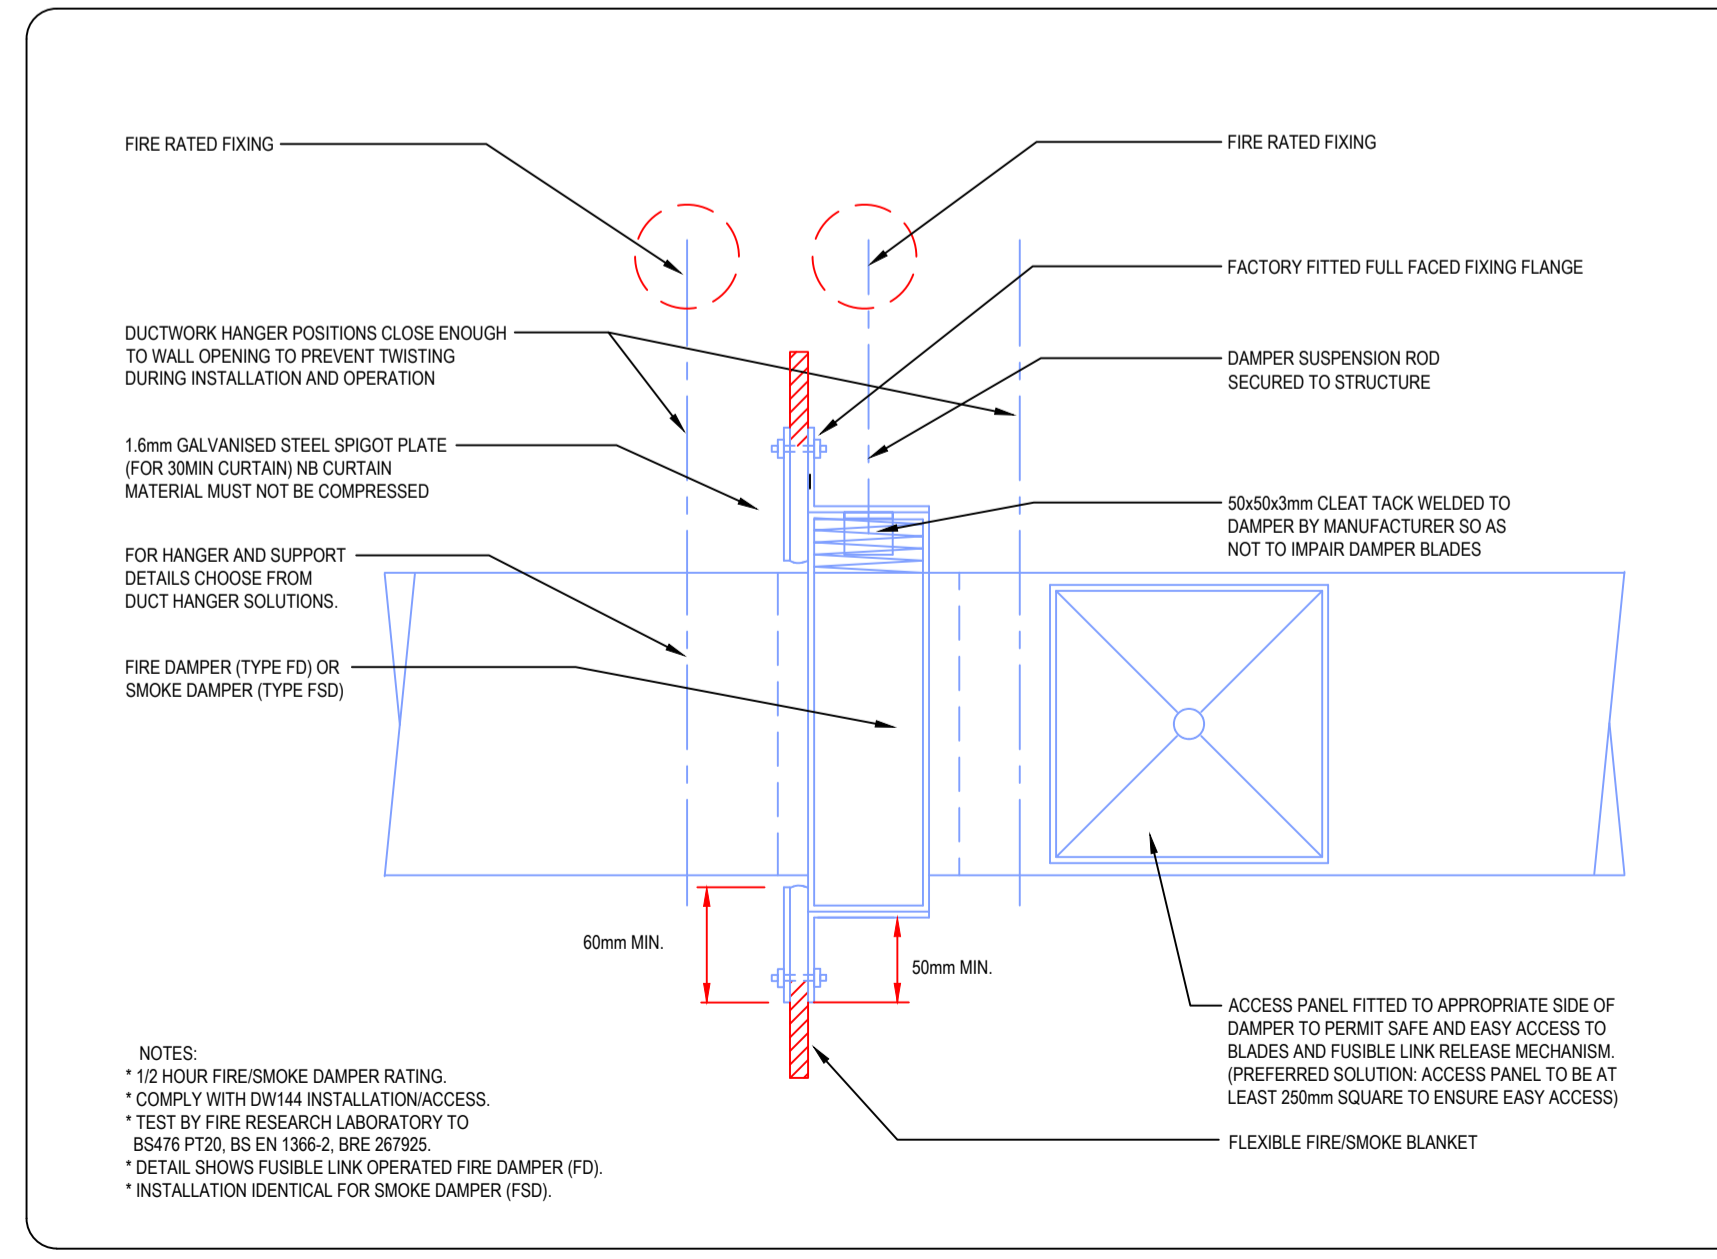 FIRE RATED FIXING
DUCTWORK HANGER POSITIONS CLOSE ENOUGH
TO WALL OPENING TO PREVENT TWISTING
DURING INSTALLATION AND OPERATION
1.6mm GALVANISED STEEL SPIGOT PLATE
(FOR 30MIN CURTAIN) NB CURTAIN
MATERIAL MUST NOT BE COMPRESSED
FOR HANGER AND SUPPORT
DETAILS CHOOSE FROM
DUCT HANGER SOLUTIONS.
FIRE DAMPER (TYPE FD) OR
SMOKE DAMPER (TYPE FSD)
FIRE RATED FIXING
FACTORY FITTED FULL FACED FIXING FLANGE
DAMPER SUSPENSION ROD
SECURED TO STRUCTURE
50x50x3mm CLEAT TACK WELDED TO
DAMPER BY MANUFACTURER SO AS
NOT TO IMPAIR DAMPER BLADES
60mm MIN.
50mm MIN.
ACCESS PANEL FITTED TO APPROPRIATE SIDE OF
DAMPER TO PERMIT SAFE AND EASY ACCESS TO
BLADES AND FUSIBLE LINK RELEASE MECHANISM.
(PREFERRED SOLUTION: ACCESS PANEL TO BE AT
LEAST 250mm SQUARE TO ENSURE EASY ACCESS)
FLEXIBLE FIRE/SMOKE BLANKET
NOTES:
* 1/2 HOUR FIRE/SMOKE DAMPER RATING.
* COMPLY WITH DW144 INSTALLATION/ACCESS.
* TEST BY FIRE RESEARCH LABORATORY TO
BS476 PT20, BS EN 1366-2, BRE 267925.
* DETAIL SHOWS FUSIBLE LINK OPERATED FIRE DAMPER (FD).
* INSTALLATION IDENTICAL FOR SMOKE DAMPER (FSD).